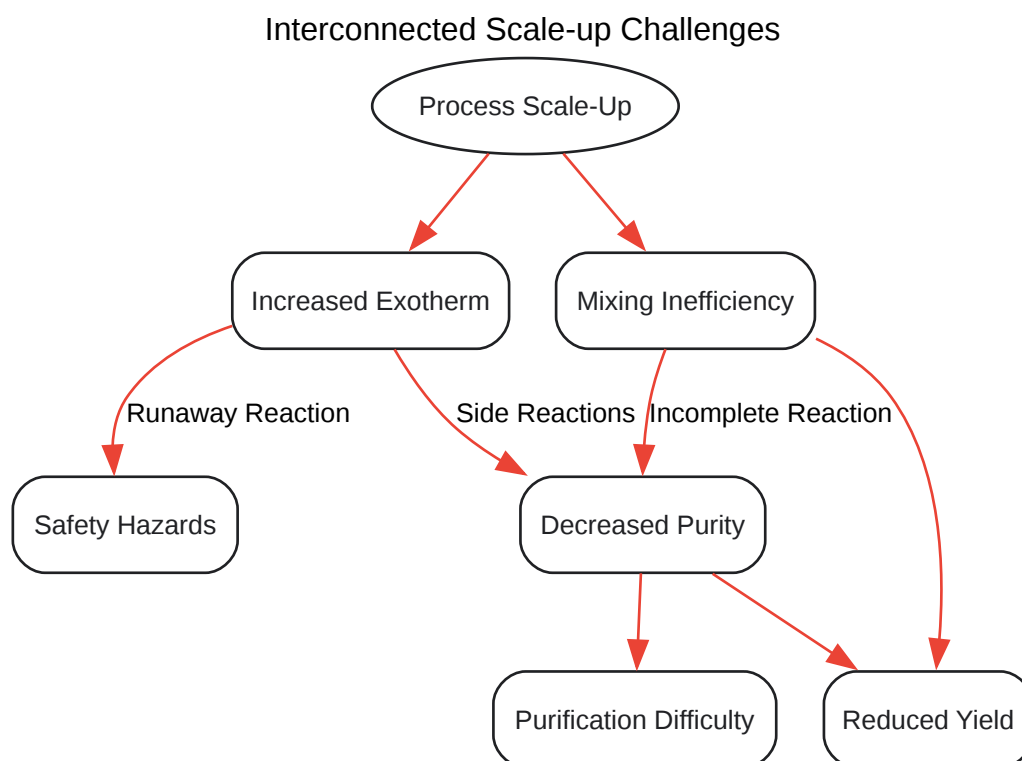 Interconnected Scale-up Challenges
Process Scale-Up
Increased Exotherm
Mixing Inefficiency
Runaway Reaction
Side Reactions
Incomplete Reaction
Safety Hazards
Decreased Purity
Purification Difficulty
Reduced Yield